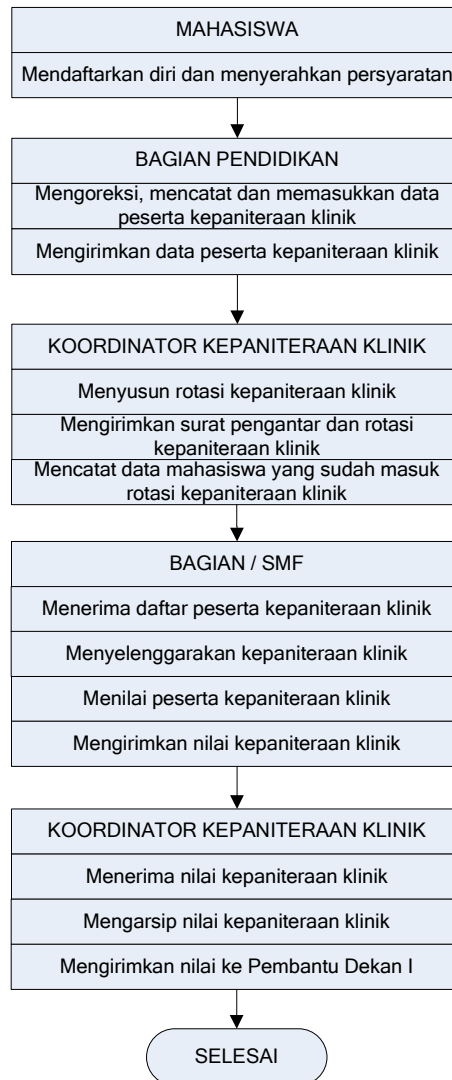 MAHASISWA
Mendaftarkan diri dan menyerahkan persyaratan
BAGIAN PENDIDIKAN
Mengoreksi, mencatat dan memasukkan data
peserta kepaniteraan klinik
Mengirimkan data peserta kepaniteraan klinik
KOORDINATOR KEPANITERAAN KLINIK
Menyusun rotasi kepaniteraan klinik
Mengirimkan surat pengantar dan rotasi
kepaniteraan klinik
Mencatat data mahasiswa yang sudah masuk
rotasi kepaniteraan klinik
BAGIAN / SMF
Menerima daftar peserta kepaniteraan klinik
Menyelenggarakan kepaniteraan klinik
Menilai peserta kepaniteraan klinik
Mengirimkan nilai kepaniteraan klinik
KOORDINATOR KEPANITERAAN KLINIK
Menerima nilai kepaniteraan klinik
Mengarsip nilai kepaniteraan klinik
Mengirimkan nilai ke Pembantu Dekan I
SELESAI